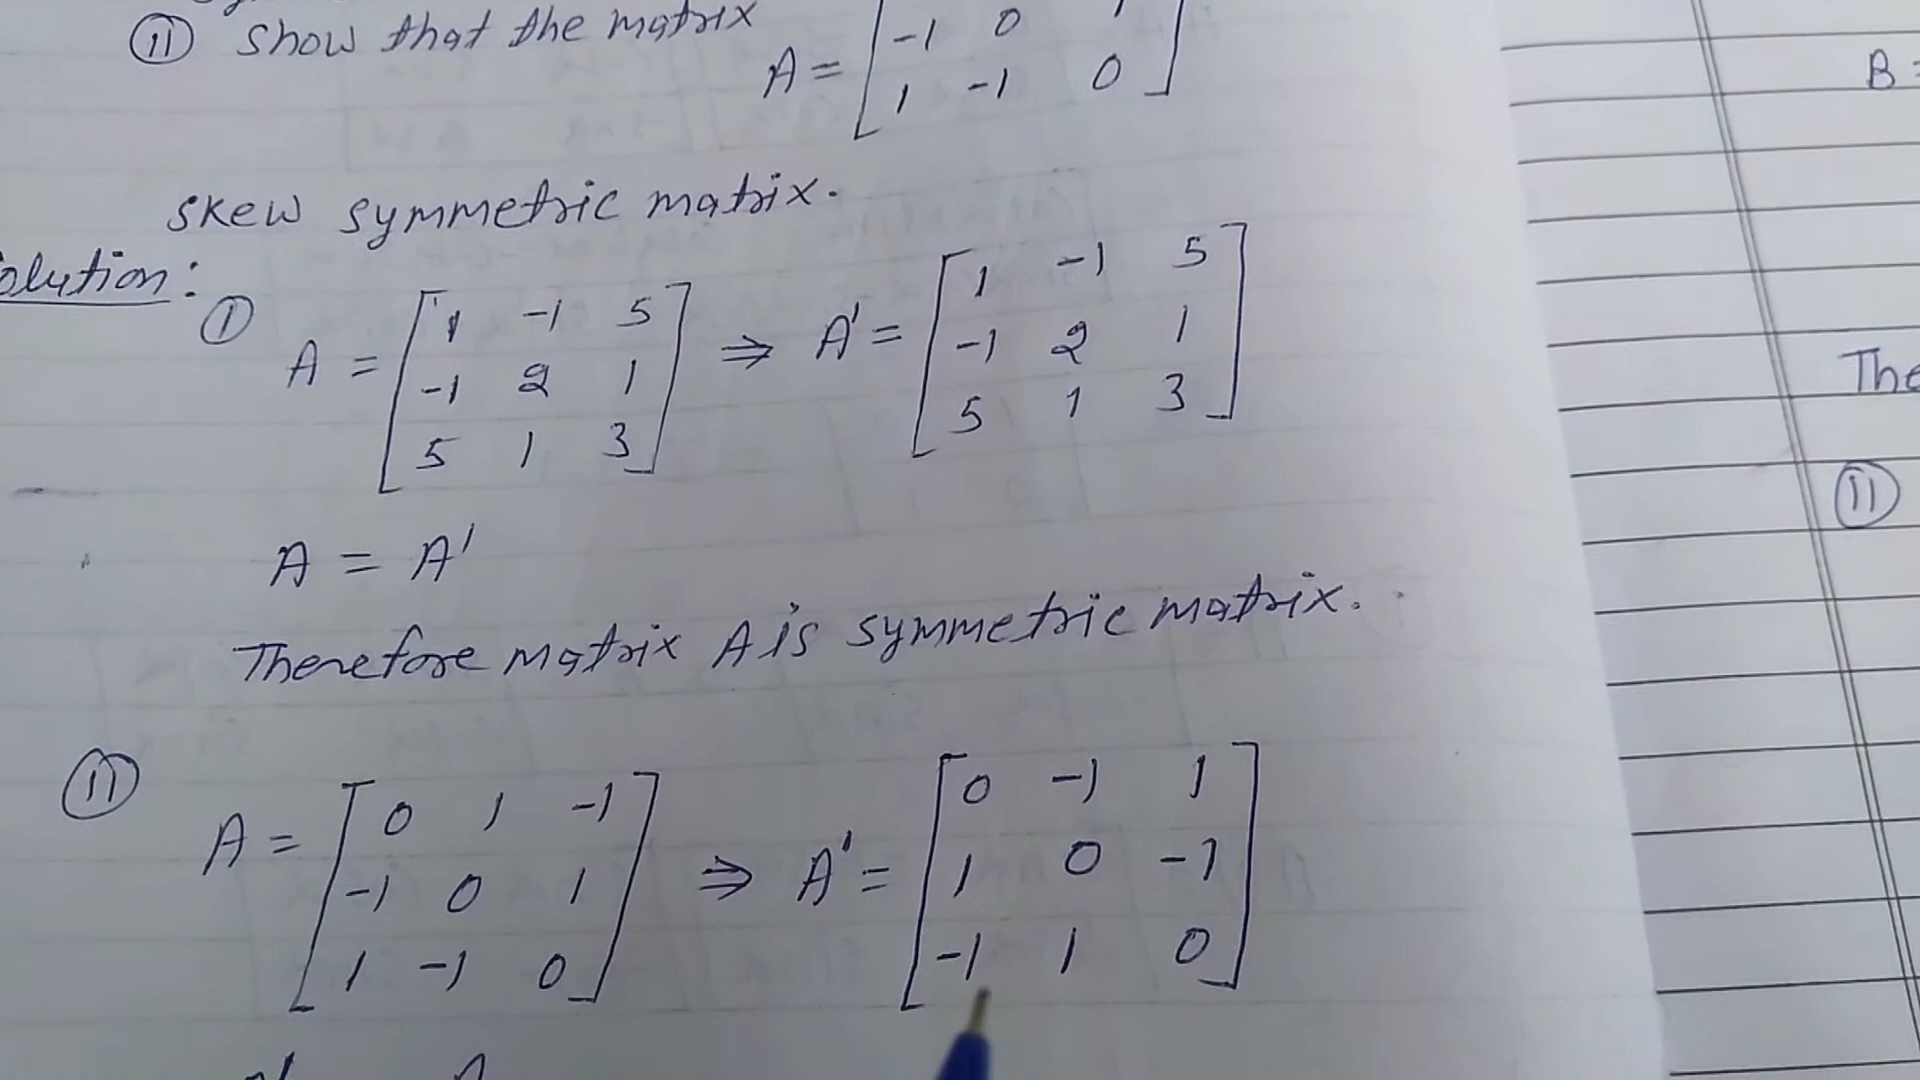 (ii) Show that the matrix A = [
-1 0
1 -1 0 ]
skew symmetric matrix.
olution:
(i) A = [ 1 -1 5
-1 2 1
5 1 3 ] ⇒ A' = [ 1 -1 5
-1 2 1
5 1 3 ]
A = A'
Therefore matrix A is symmetric matrix.
(ii) A = [ 0 1 -1
-1 0 1
1 -1 0 ] ⇒ A' = [ 0 -1 1
1 0 -1
-1 1 0 ]
B =
The
(ii)